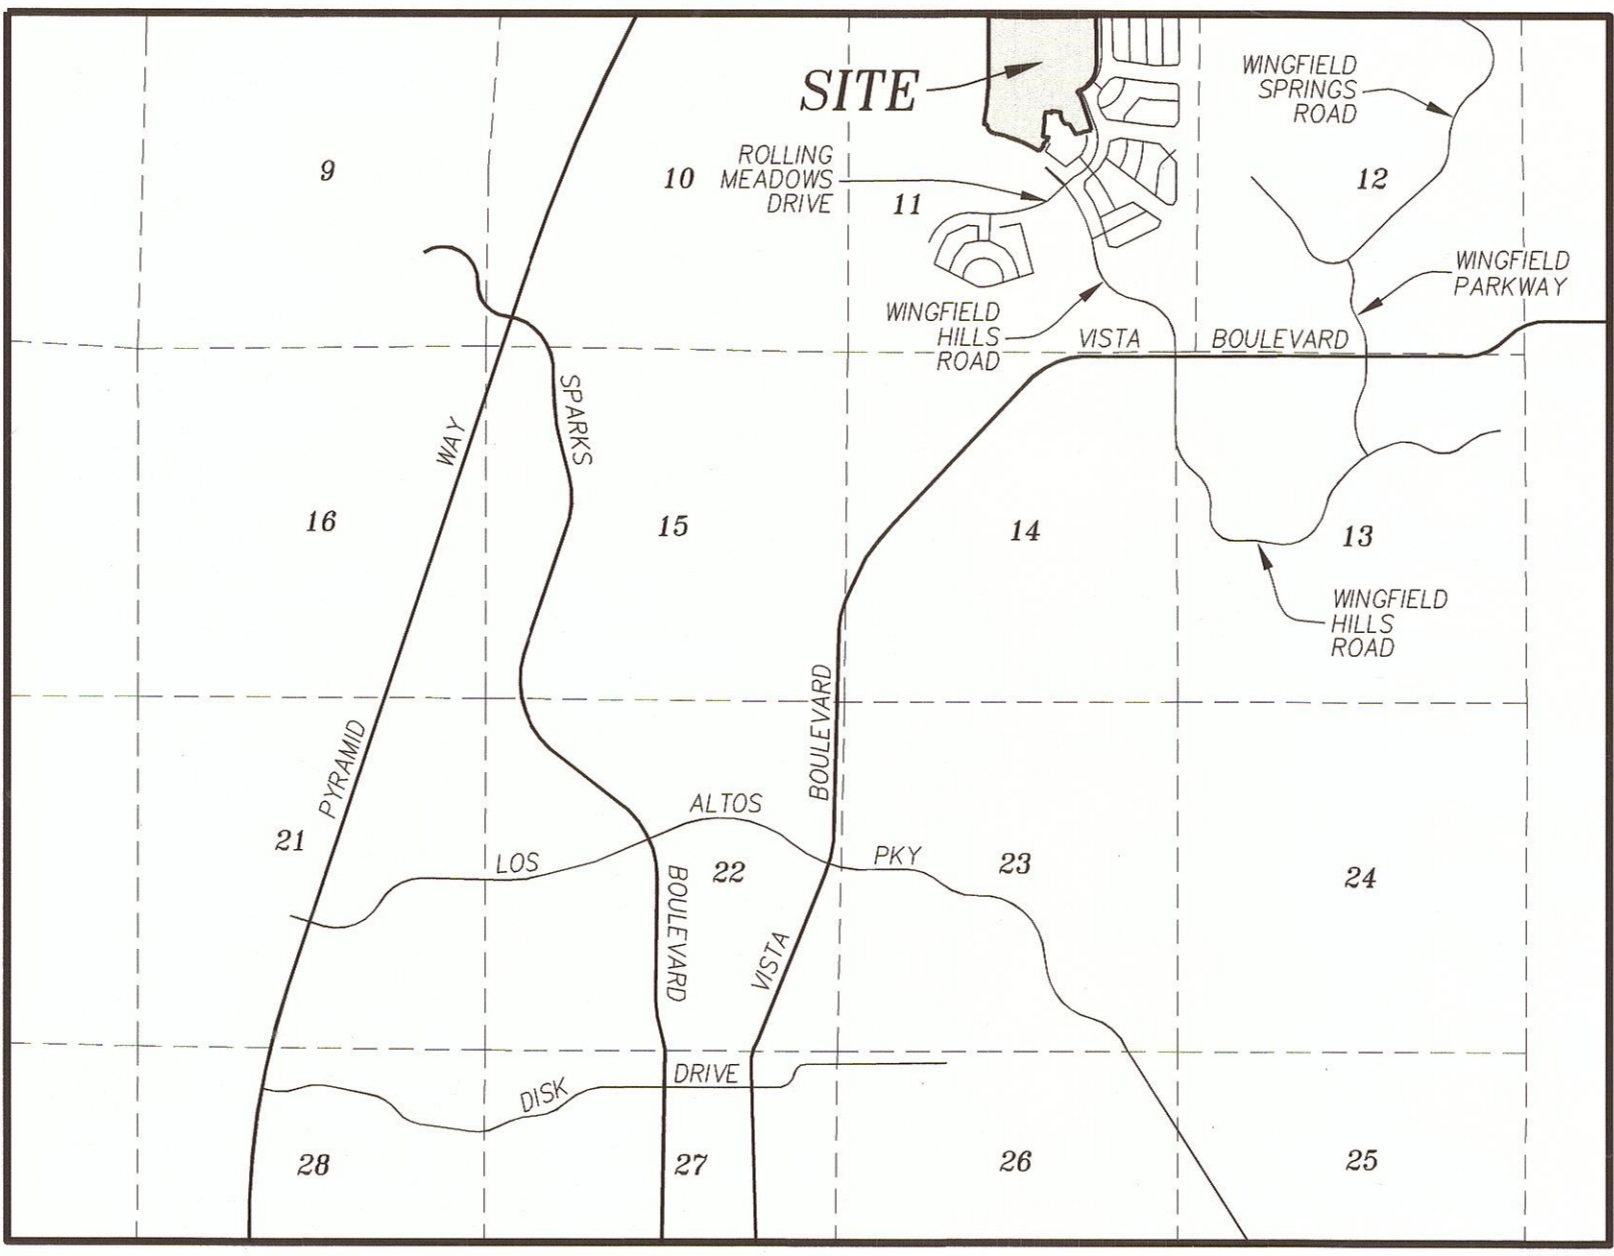 SITE
WINGFIELD
SPRINGS
ROAD
9
10
ROLLING
MEADOWS
DRIVE
11
12
WINGFIELD
PARKWAY
WINGFIELD
HILLS
ROAD
VISTA BOULEVARD
SPARKS
WAY
16
15
14
13
WINGFIELD
HILLS
ROAD
BOULEVARD
PYRAMID
ALTOS
21
LOS
22
PKY
23
24
BOULEVARD
VISTA
DISK
DRIVE
28
27
26
25